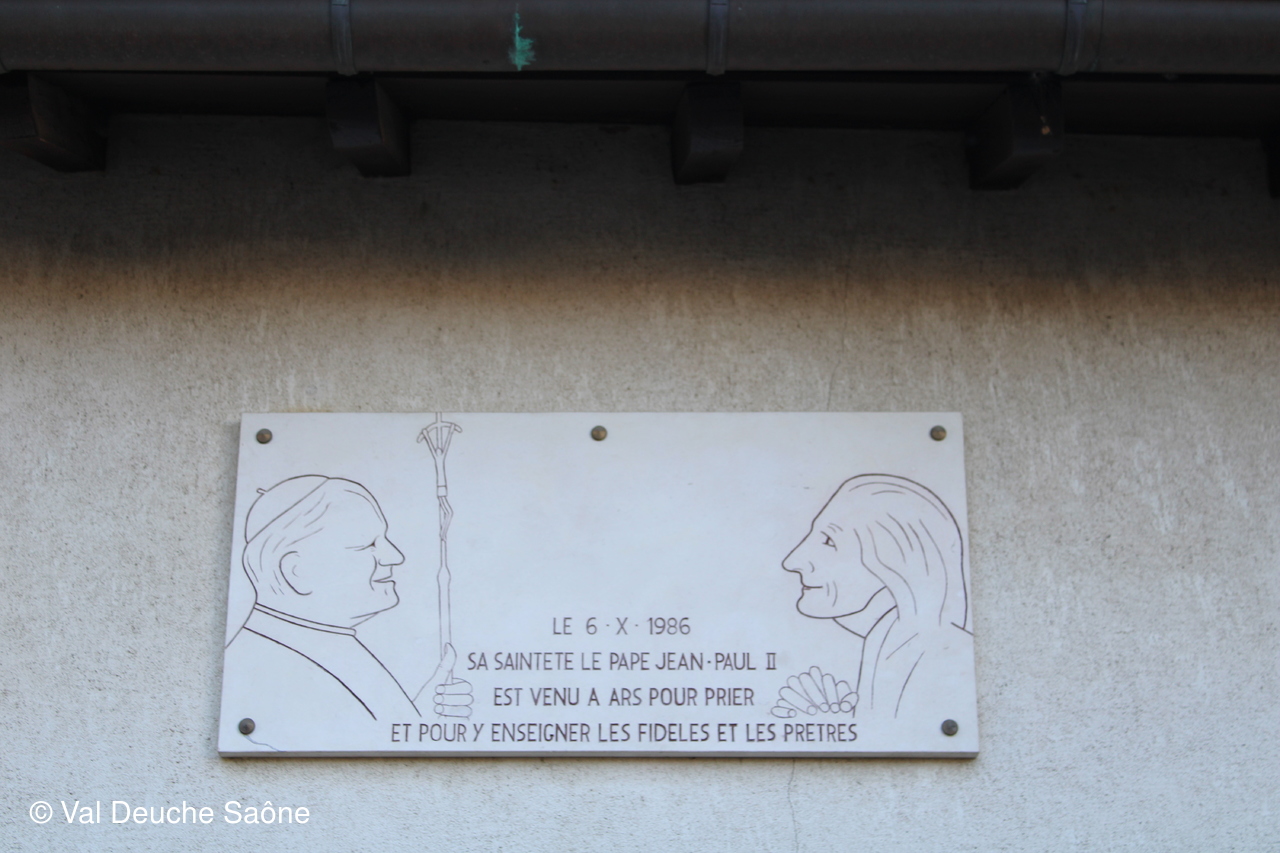 LE 6 · X · 1986
SA SAINTETE LE PAPE JEAN-PAUL II
EST VENU A ARS POUR PRIER
ET POUR Y ENSEIGNER LES FIDELES ET LES PRETRES
© Val Deuche Saône